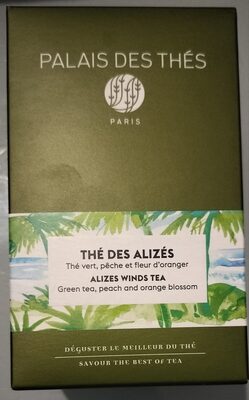 PALAIS DES THÉS
PARIS
THÉ DES ALIZÉS
Thé vert, pêche et fleur d'oranger
ALIZES WINDS TEA
Green tea, peach and orange blossom
DÉGUSTER LE MEILLEUR DU THÉ
SAVOUR THE BEST OF TEA